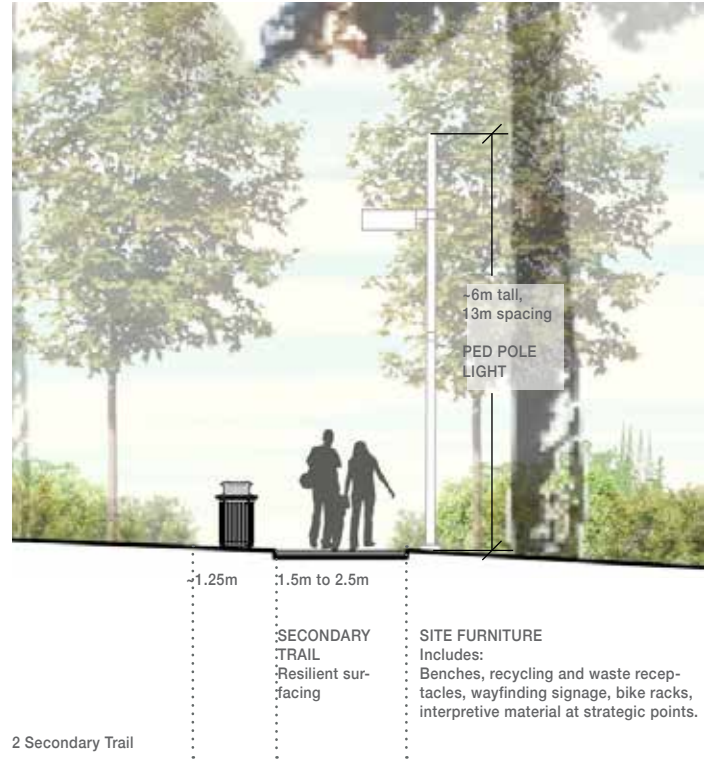 ~6m tall,
13m spacing
PED POLE
LIGHT
~1.25m
1.5m to 2.5m
SECONDARY
TRAIL
Resilient sur-
facing
SITE FURNITURE
Includes:
Benches, recycling and waste recep-
tacles, wayfinding signage, bike racks,
interpretive material at strategic points.
2 Secondary Trail